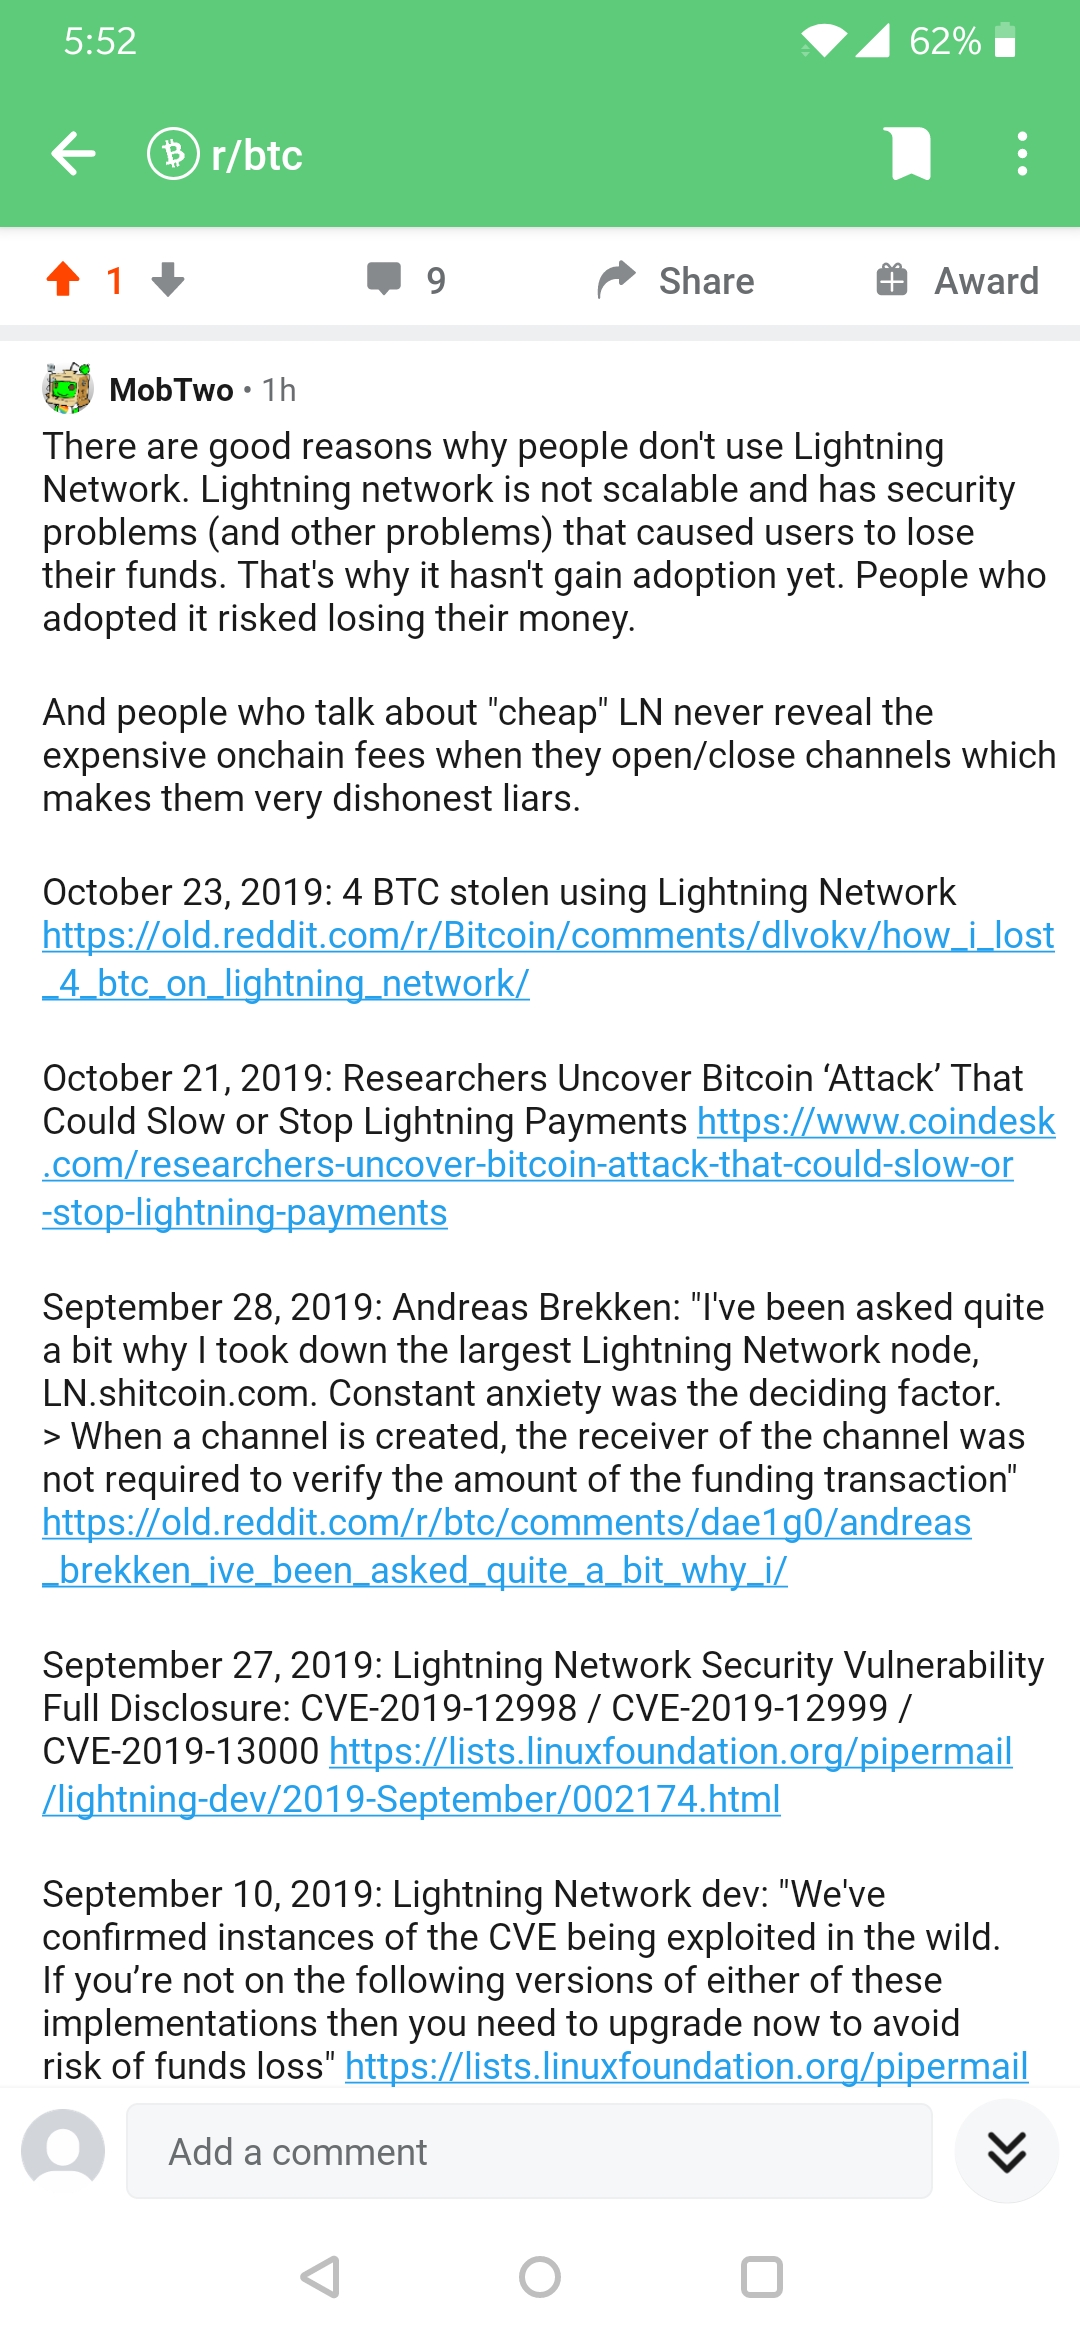 5:52
62%
r/btc
1
9
Share
Award
MobTwo • 1h
There are good reasons why people don't use Lightning
Network. Lightning network is not scalable and has security
problems (and other problems) that caused users to lose
their funds. That's why it hasn't gain adoption yet. People who
adopted it risked losing their money.
And people who talk about "cheap" LN never reveal the
expensive onchain fees when they open/close channels which
makes them very dishonest liars.
October 23, 2019: 4 BTC stolen using Lightning Network
https://old.reddit.com/r/Bitcoin/comments/dlvokv/how_i_lost
_4_btc_on_lightning_network/
October 21, 2019: Researchers Uncover Bitcoin ‘Attack’ That
Could Slow or Stop Lightning Payments https://www.coindesk
.com/researchers-uncover-bitcoin-attack-that-could-slow-or
-stop-lightning-payments
September 28, 2019: Andreas Brekken: "I've been asked quite
a bit why I took down the largest Lightning Network node,
LN.shitcoin.com. Constant anxiety was the deciding factor.
> When a channel is created, the receiver of the channel was
not required to verify the amount of the funding transaction"
https://old.reddit.com/r/btc/comments/dae1g0/andreas
_brekken_ive_been_asked_quite_a_bit_why_i/
September 27, 2019: Lightning Network Security Vulnerability
Full Disclosure: CVE-2019-12998 / CVE-2019-12999 /
CVE-2019-13000 https://lists.linuxfoundation.org/pipermail
/lightning-dev/2019-September/002174.html
September 10, 2019: Lightning Network dev: "We've
confirmed instances of the CVE being exploited in the wild.
If you’re not on the following versions of either of these
implementations then you need to upgrade now to avoid
risk of funds loss" https://lists.linuxfoundation.org/pipermail
Add a comment